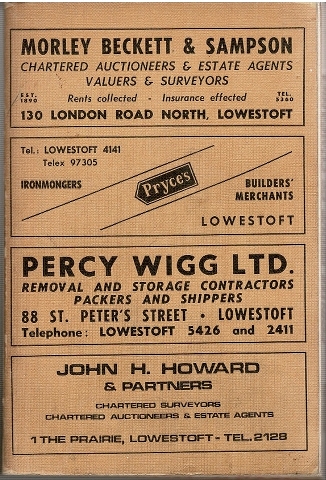 MORLEY BECKETT & SAMPSON
CHARTERED AUCTIONEERS & ESTATE AGENTS
VALUERS & SURVEYORS
EST. 1890 Rents collected - Insurance effected TEL. 5360
130 LONDON ROAD NORTH, LOWESTOFT
Tel.: LOWESTOFT 4141
Telex 97305
IRONMONGERS
Pryce's
BUILDERS'
MERCHANTS
LOWESTOFT
PERCY WIGG LTD.
REMOVAL AND STORAGE CONTRACTORS
PACKERS AND SHIPPERS
88 ST. PETER'S STREET • LOWESTOFT
Telephone: LOWESTOFT 5426 and 2411
JOHN H. HOWARD
& PARTNERS
CHARTERED SURVEYORS
CHARTERED AUCTIONEERS & ESTATE AGENTS
1 THE PRAIRIE, LOWESTOFT - TEL. 2128